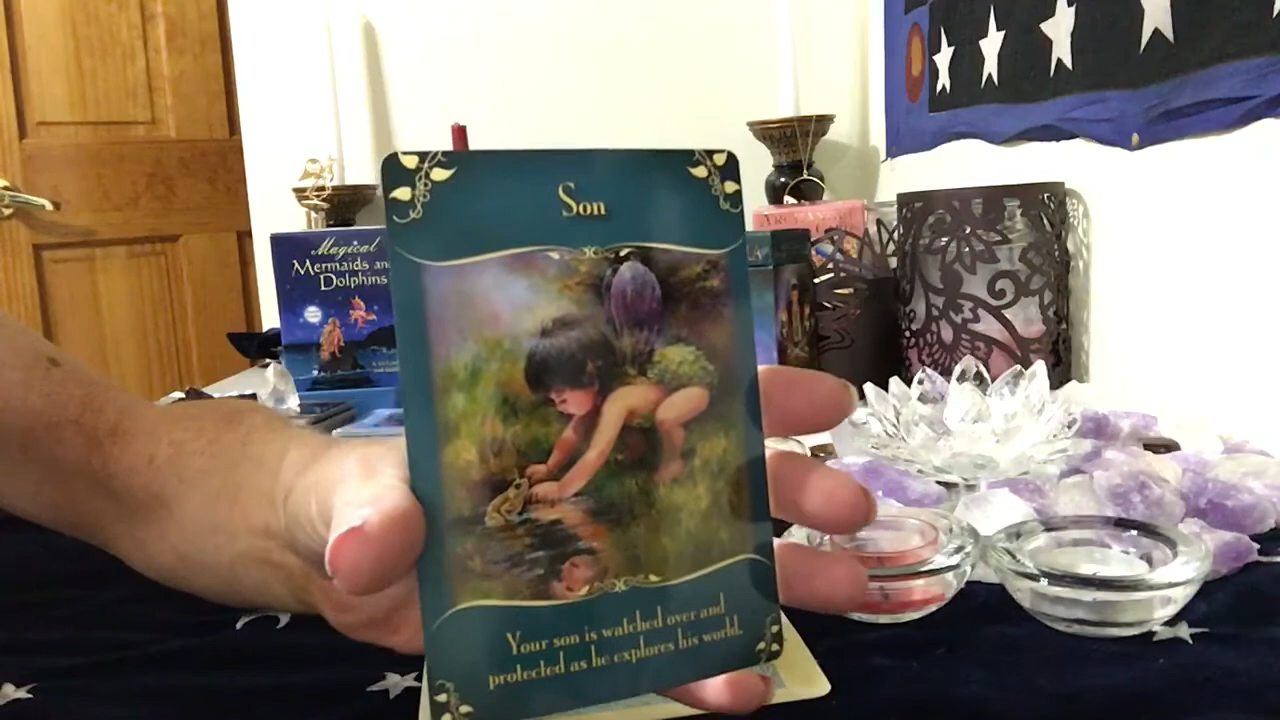 Son
Magical
Mermaids and
Dolphins
Your son is watched over and
protected as he explores his world.